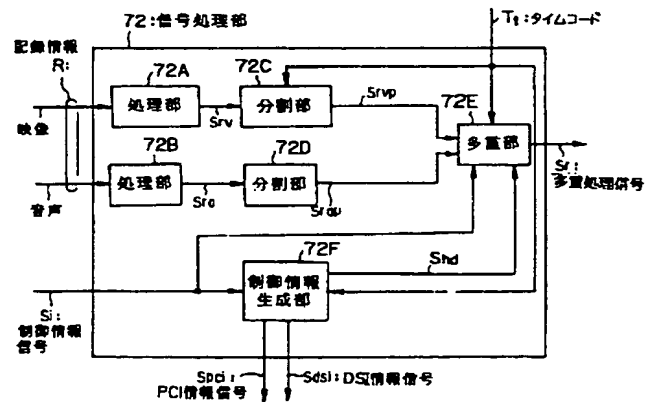 72:信号処理部
Tt:タイムコード
記録情報
R:
72A
72C
処理部
分割部
Srvp
72E
映像
Srv
多重部
72B
72D
処理部
分割部
Sr:
多重処理信号
音声
Sra
Srap
72F
Shd
制御情報
生成部
Si:
制御情報
信号
Spci:
PCI情報信号
Sdsi:DSI情報信号